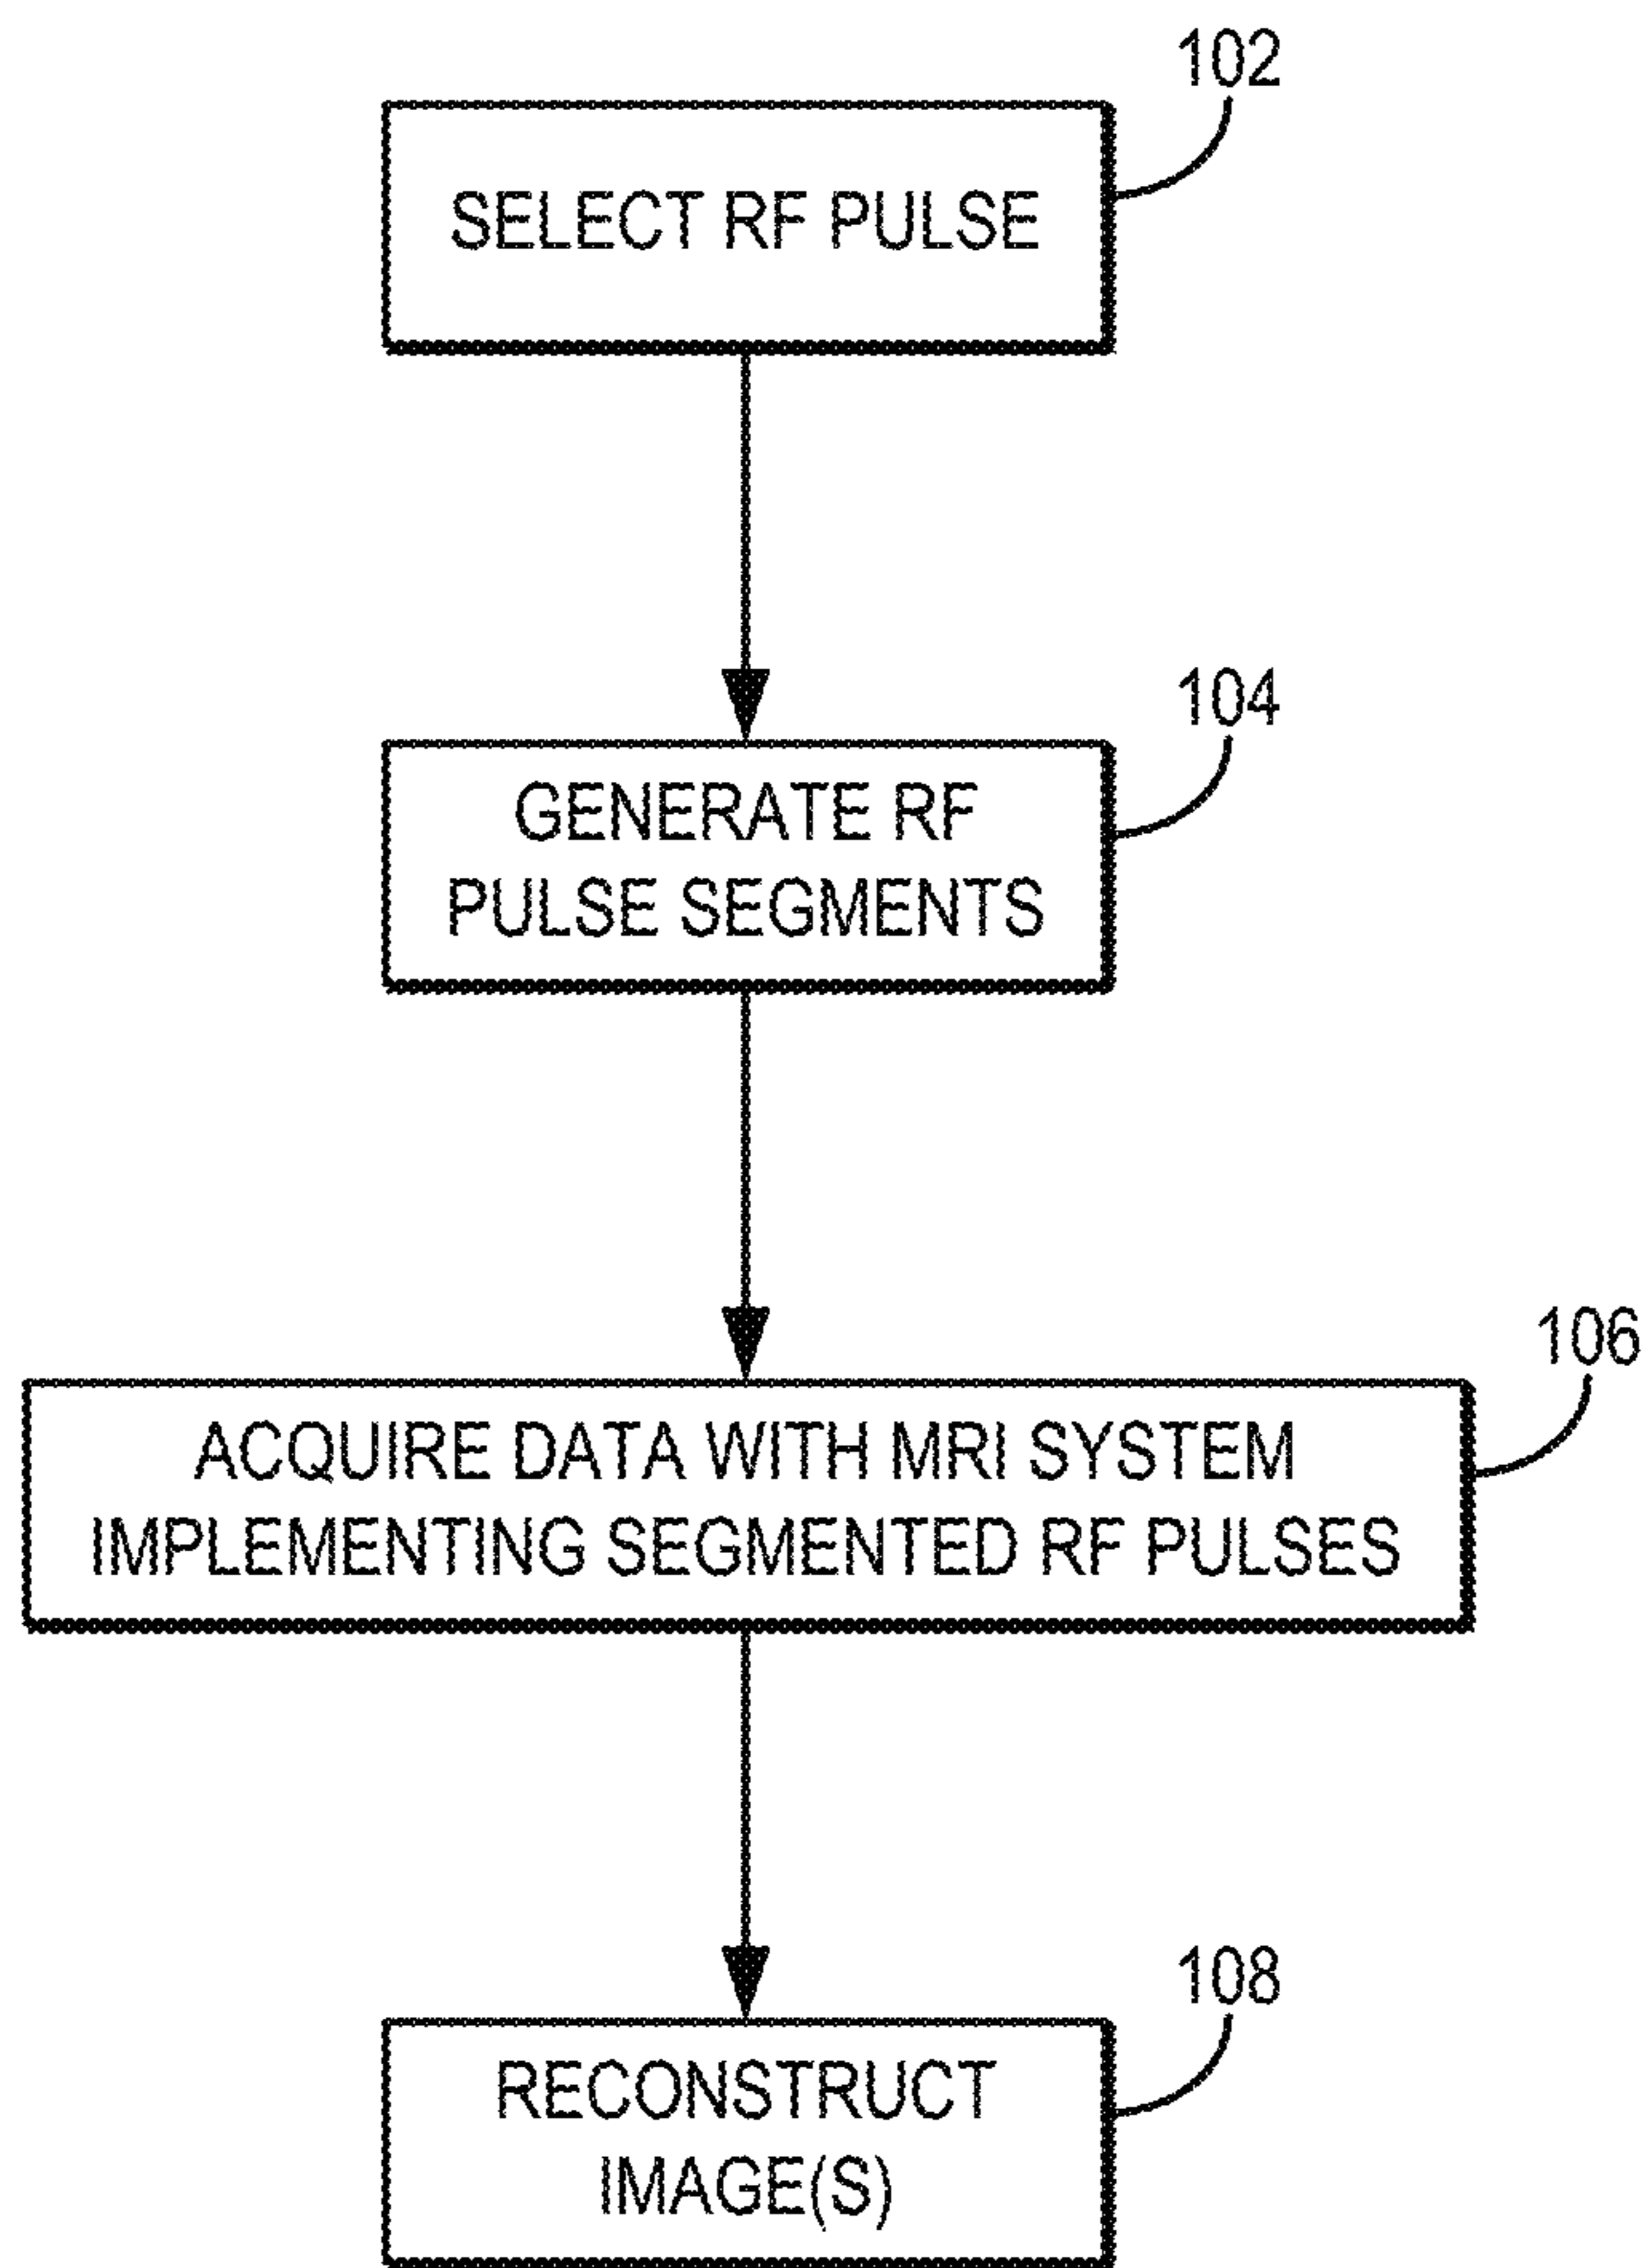 102
SELECT RF PULSE
104
GENERATE RF
PULSE SEGMENTS
106
ACQUIRE DATA WITH MRI SYSTEM
IMPLEMENTING SEGMENTED RF PULSES
108
RECONSTRUCT
IMAGE(S)